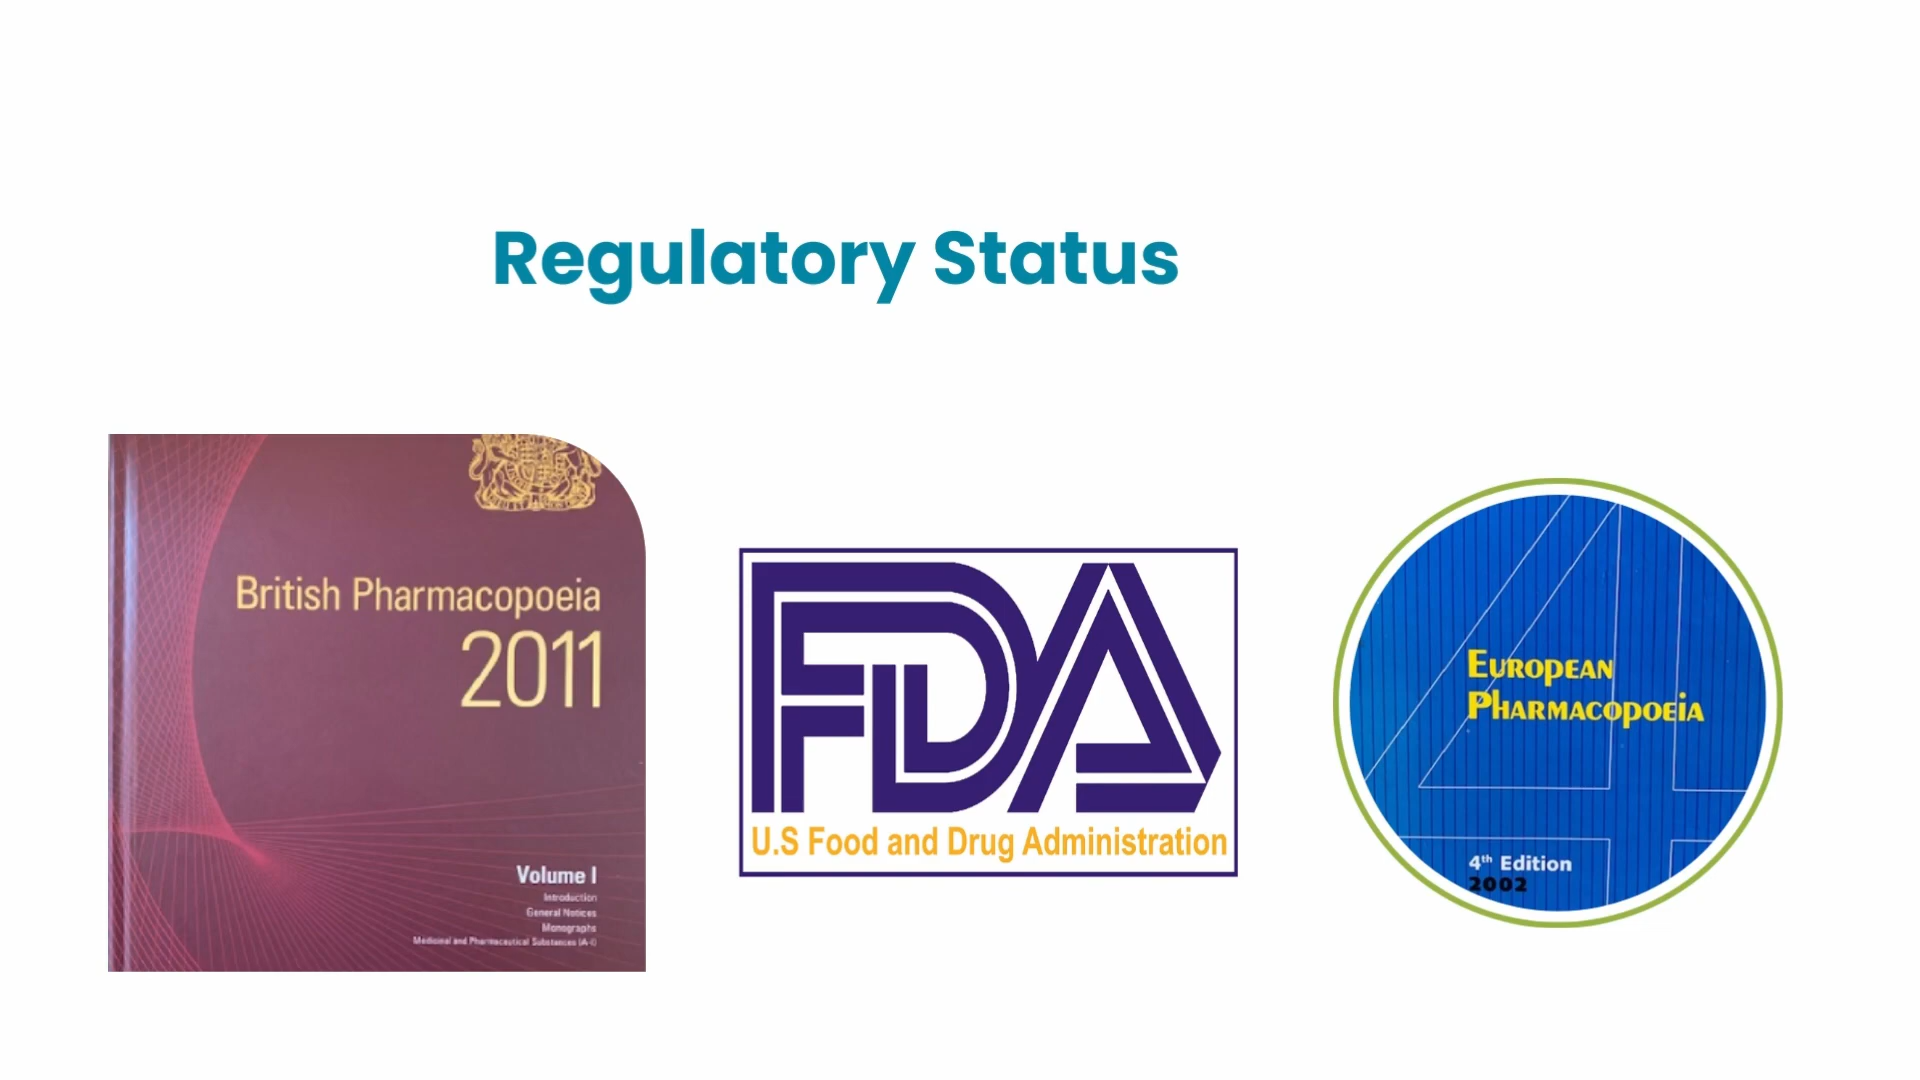 Regulatory Status
British Pharmacopoeia
2011
Volume I
Introduction
General Notices
Monographs
Medicinal and Pharmaceutical Substances (A-I)
FDA
U.S Food and Drug Administration
European
Pharmacopoeia
4th Edition
2002